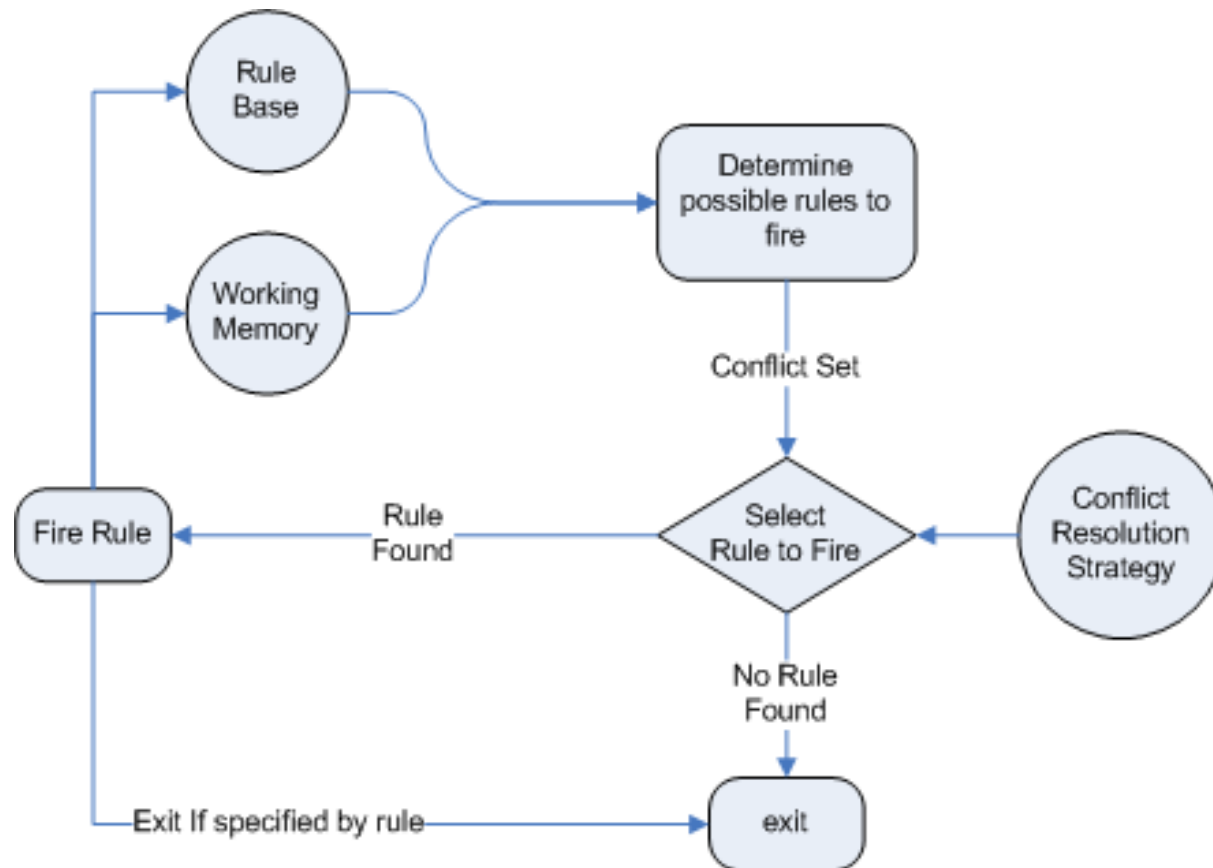 Rule
Base
Determine
possible rules to
fire
Working
Memory
Conflict Set
Conflict
Resolution
Strategy
Select
Rule to Fire
Rule
Found
Fire Rule
No Rule
Found
Exit If specified by rule
exit